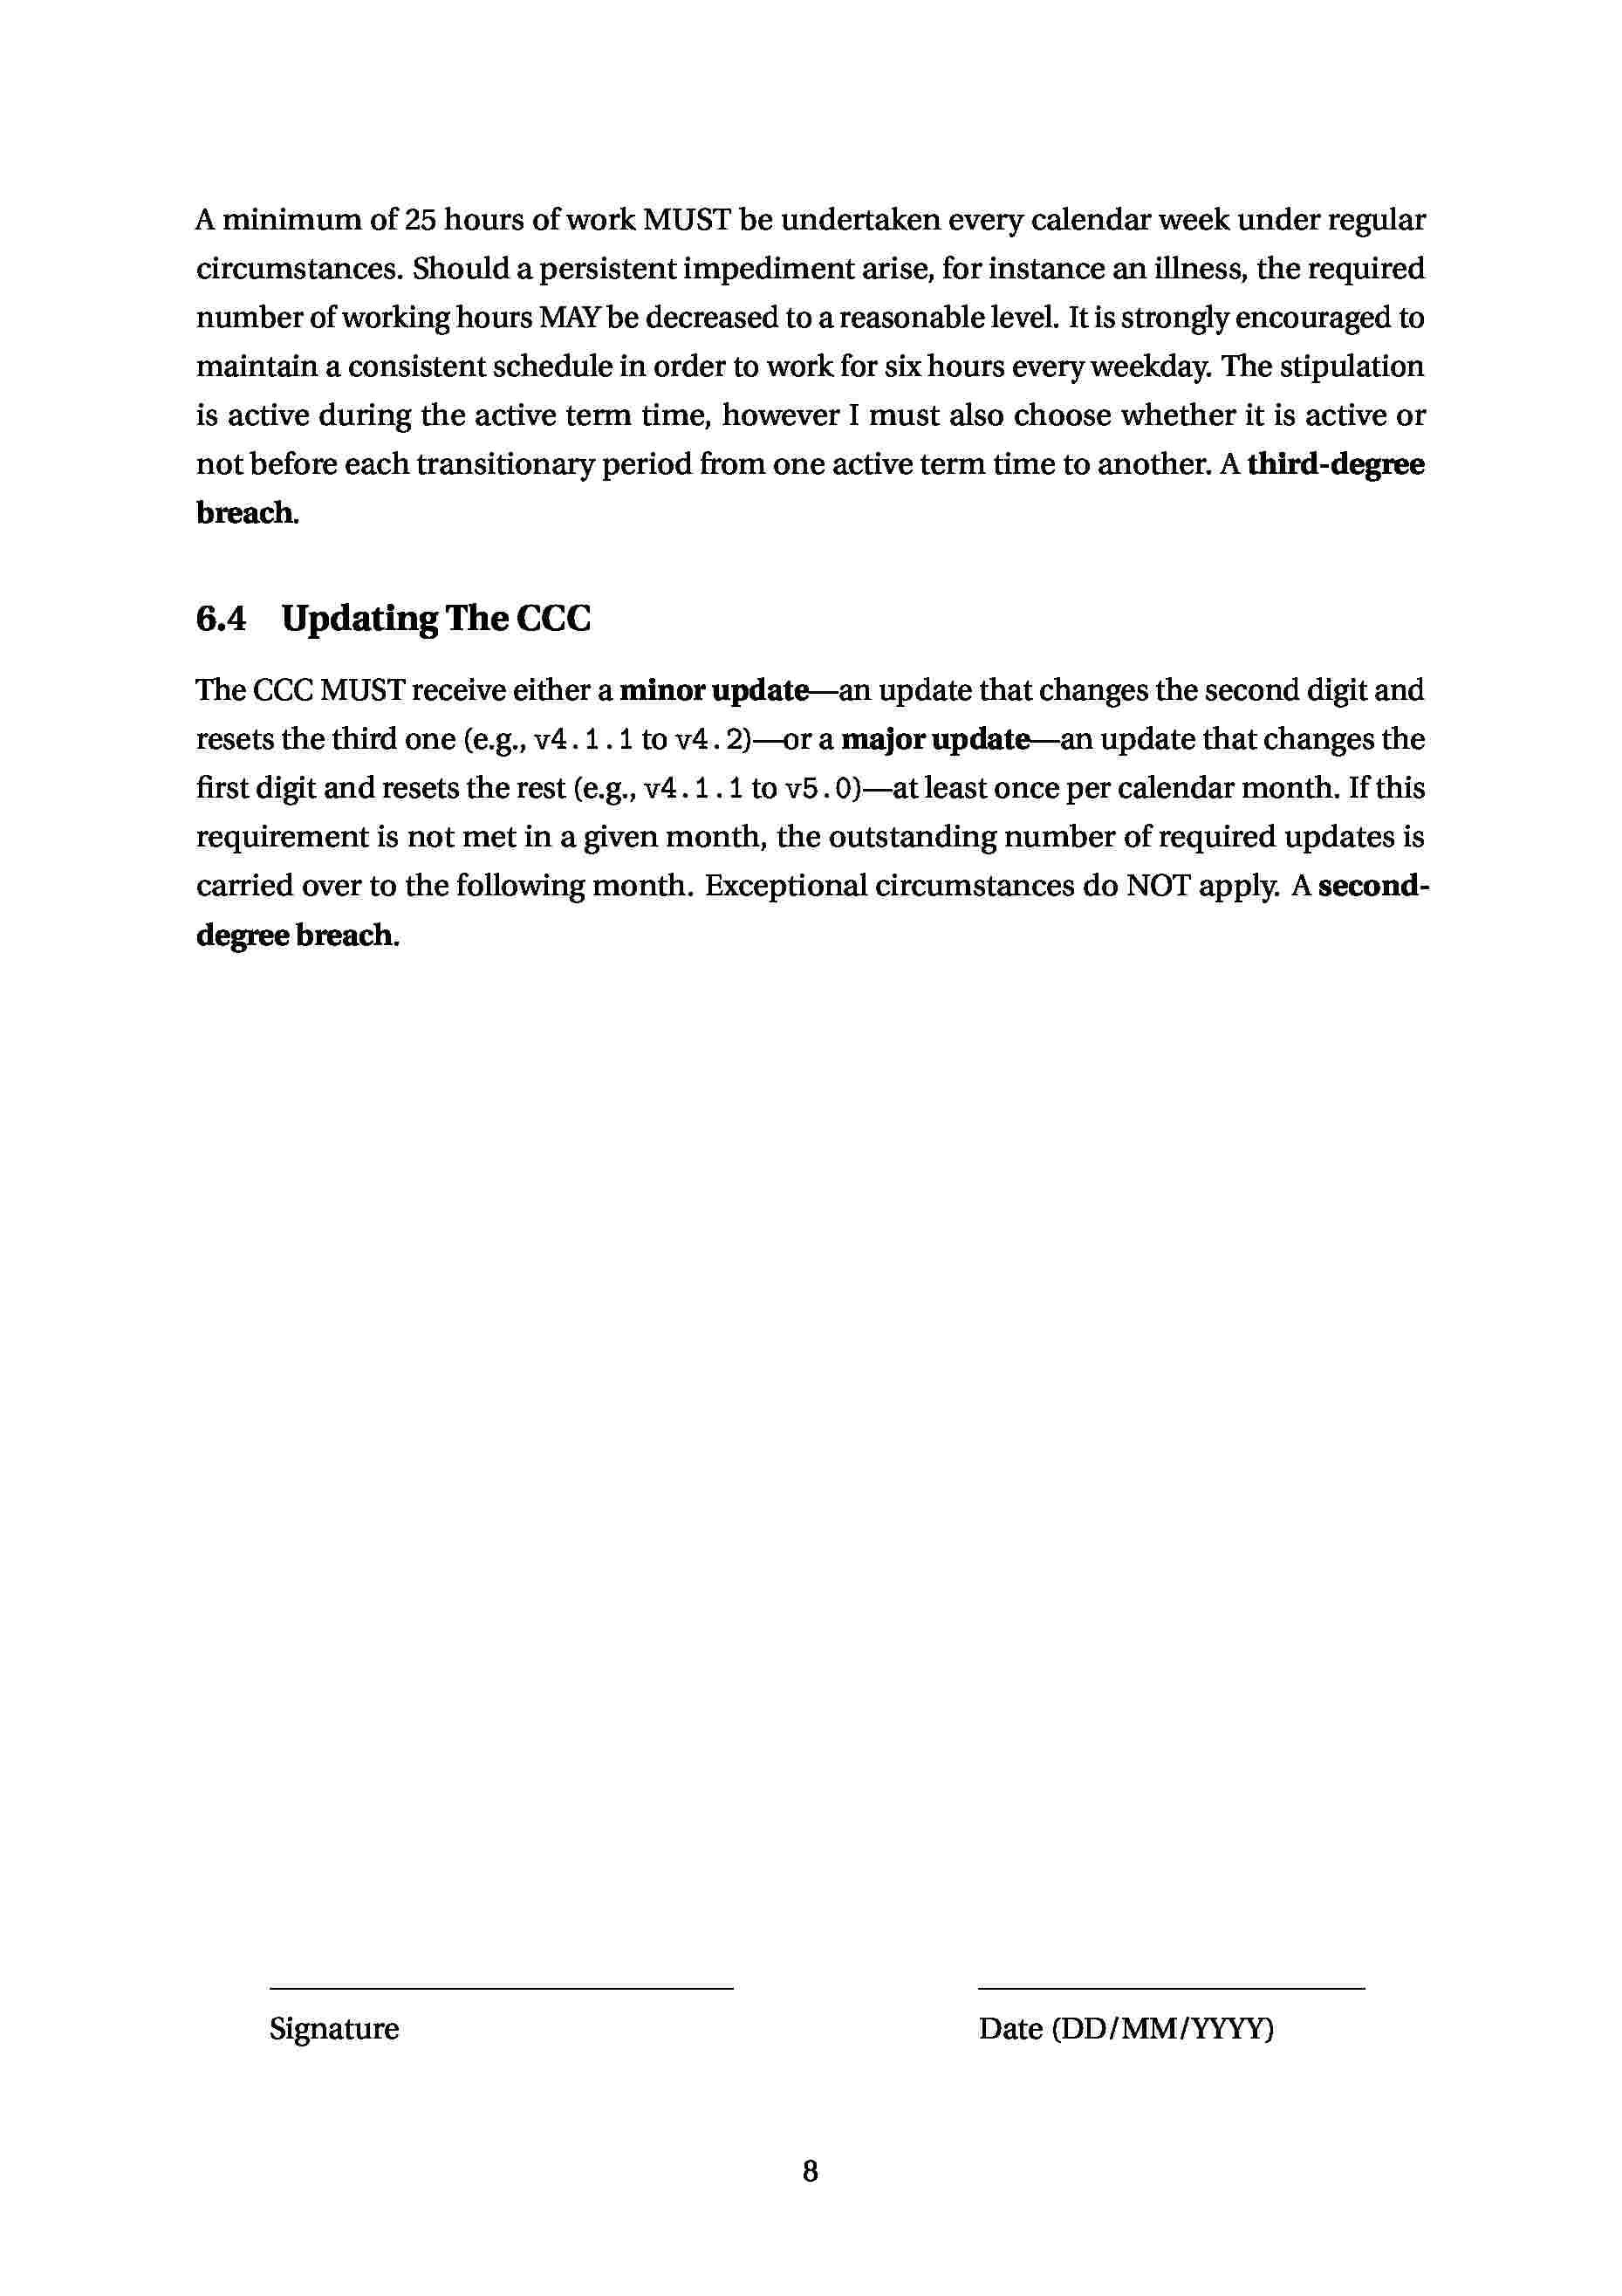 A minimum of 25 hours of work MUST be undertaken every calendar week under regular
circumstances. Should a persistent impediment arise, for instance an illness, the required
number of working hours MAY be decreased to a reasonable level. It is strongly encouraged to
maintain a consistent schedule in order to work for six hours every weekday. The stipulation
is active during the active term time, however I must also choose whether it is active or
not before each transitionary period from one active term time to another. A third-degree
breach.
6.4 Updating The CCC
The CCC MUST receive either a minor update—an update that changes the second digit and
resets the third one (e.g., v4.1.1 to v4.2)—or a major update—an update that changes the
first digit and resets the rest (e.g., v4.1.1 to v5.0)—at least once per calendar month. If this
requirement is not met in a given month, the outstanding number of required updates is
carried over to the following month. Exceptional circumstances do NOT apply. A second-
degree breach.
Signature Date (DD/MM/YYYY)
8